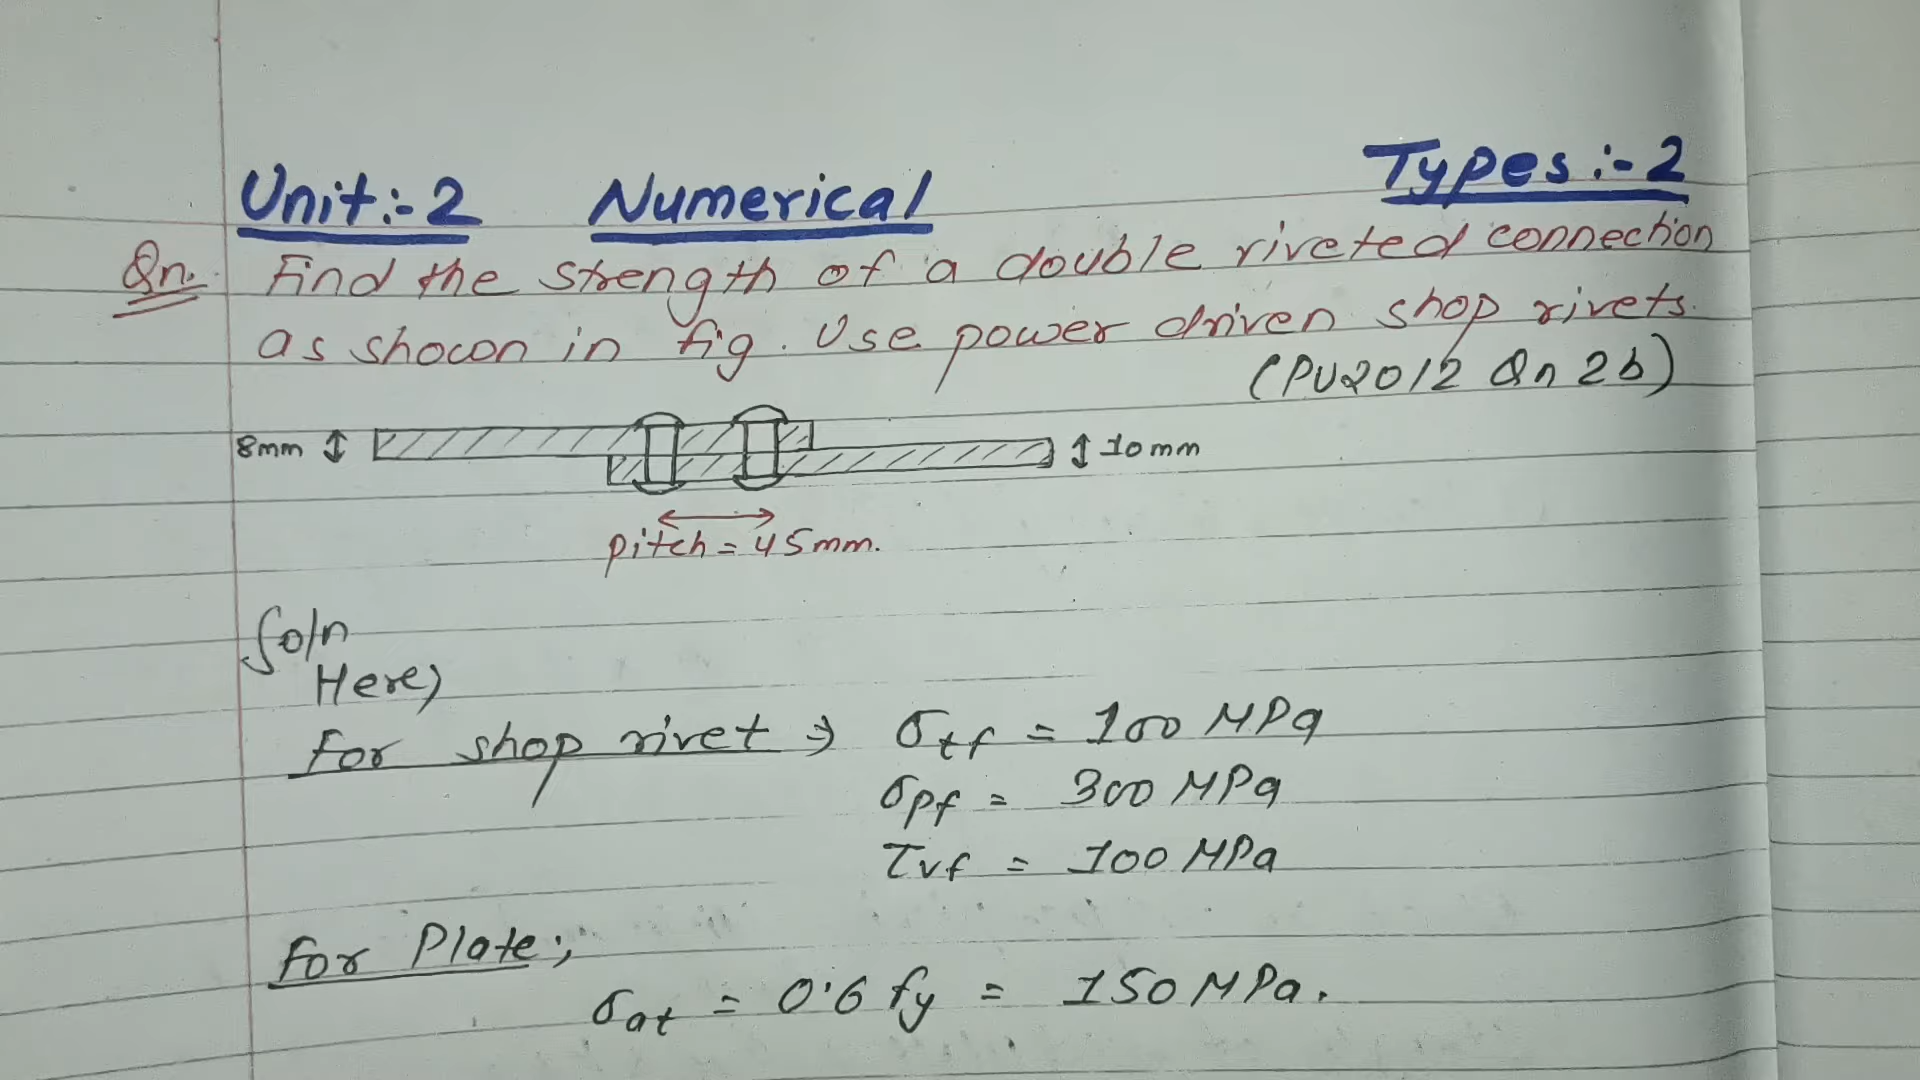 Unit:-2 Numerical Types:-2
Qn. Find the strength of a double riveted connection
as shown in fig. Use power driven shop rivets.
(PU2012 Qn 2b)
8mm 10mm
pitch = 45mm.
Soln
Here,
For shop rivet ⇒ σtf = 100 MPa
σpf = 300 MPa
τvf = 100 MPa
For Plate;
σat = 0.6 fy = 150 MPa.